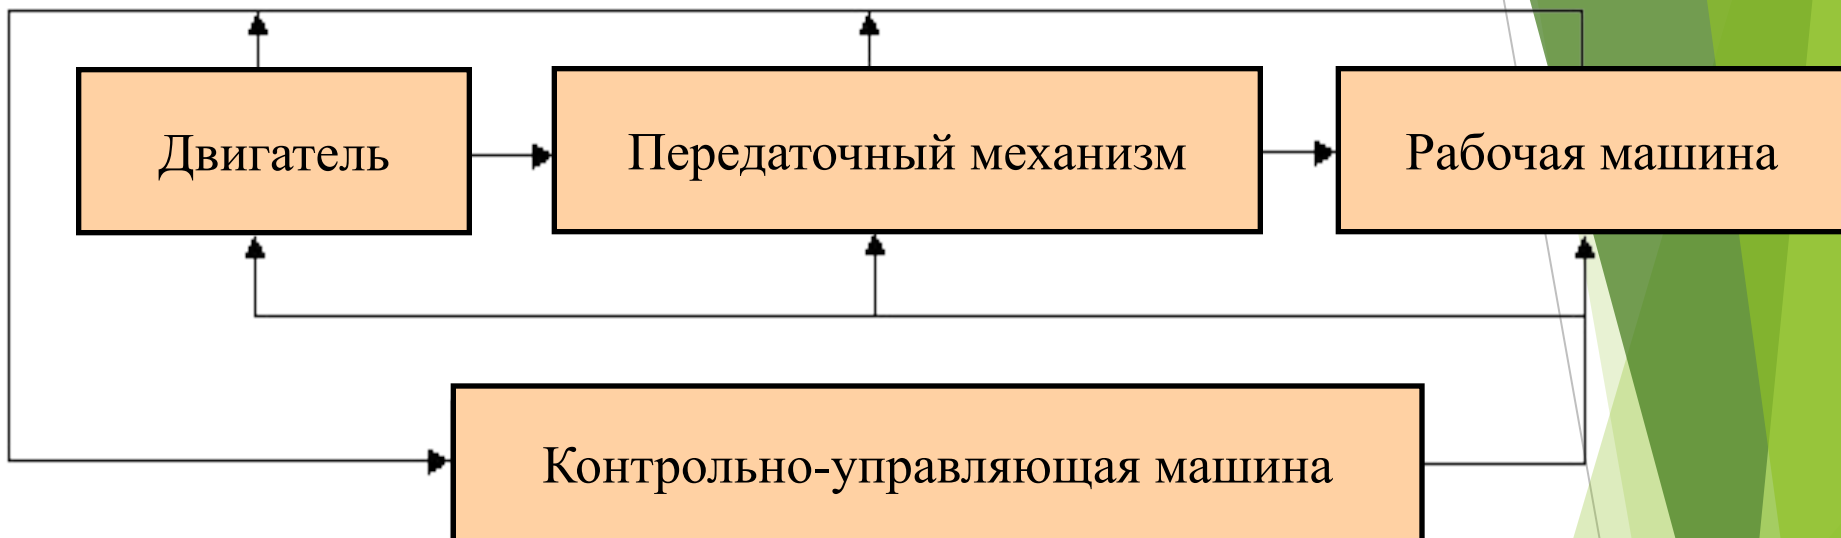 Двигатель
Передаточный механизм
Рабочая машина
Контрольно-управляющая машина